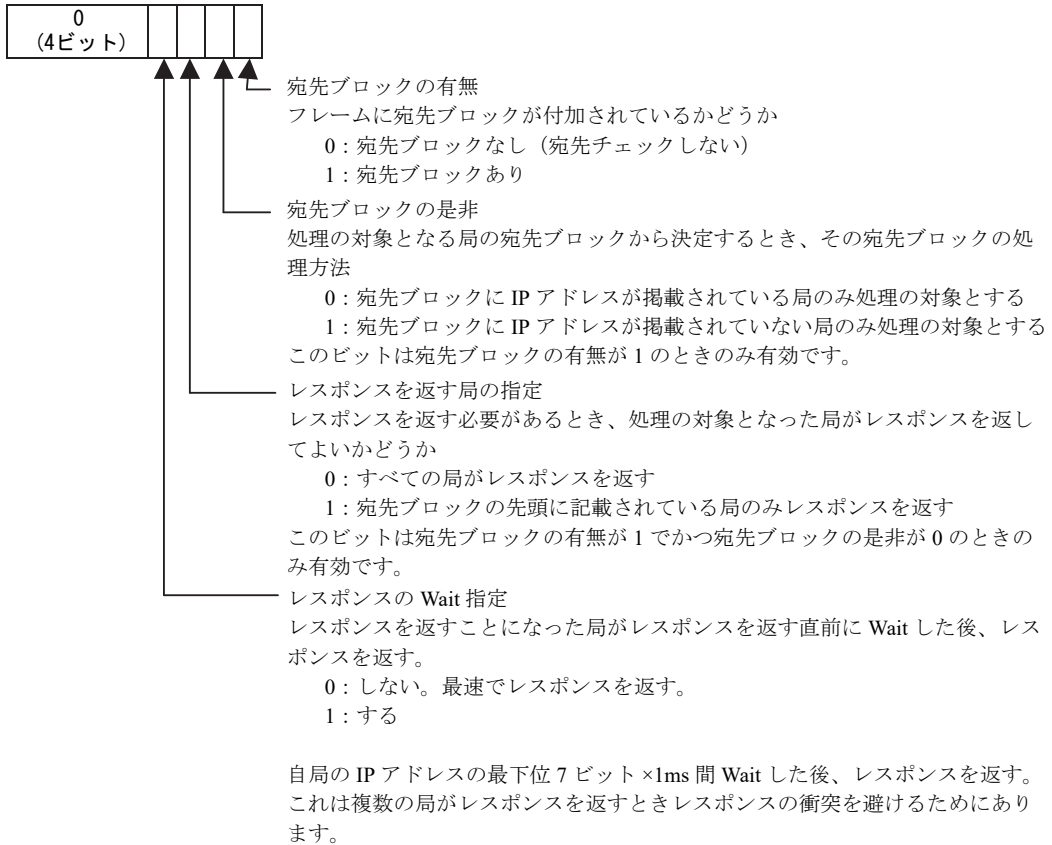 0
(4ビット)
宛先ブロックの有無
フレームに宛先ブロックが付加されているかどうか
0：宛先ブロックなし（宛先チェックしない）
1：宛先ブロックあり
宛先ブロックの是非
処理の対象となる局の宛先ブロックから決定するとき、その宛先ブロックの処
理方法
0：宛先ブロックに IP アドレスが掲載されている局のみ処理の対象とする
1：宛先ブロックに IP アドレスが掲載されていない局のみ処理の対象とする
このビットは宛先ブロックの有無が 1 のときのみ有効です。
レスポンスを返す局の指定
レスポンスを返す必要があるとき、処理の対象となった局がレスポンスを返し
てよいかどうか
0：すべての局がレスポンスを返す
1：宛先ブロックの先頭に記載されている局のみレスポンスを返す
このビットは宛先ブロックの有無が 1 でかつ宛先ブロックの是非が 0 のときの
み有効です。
レスポンスの Wait 指定
レスポンスを返すことになった局がレスポンスを返す直前に Wait した後、レス
ポンスを返す。
0：しない。最速でレスポンスを返す。
1：する
自局の IP アドレスの最下位 7 ビット ×1ms 間 Wait した後、レスポンスを返す。
これは複数の局がレスポンスを返すときレスポンスの衝突を避けるためにあり
ます。